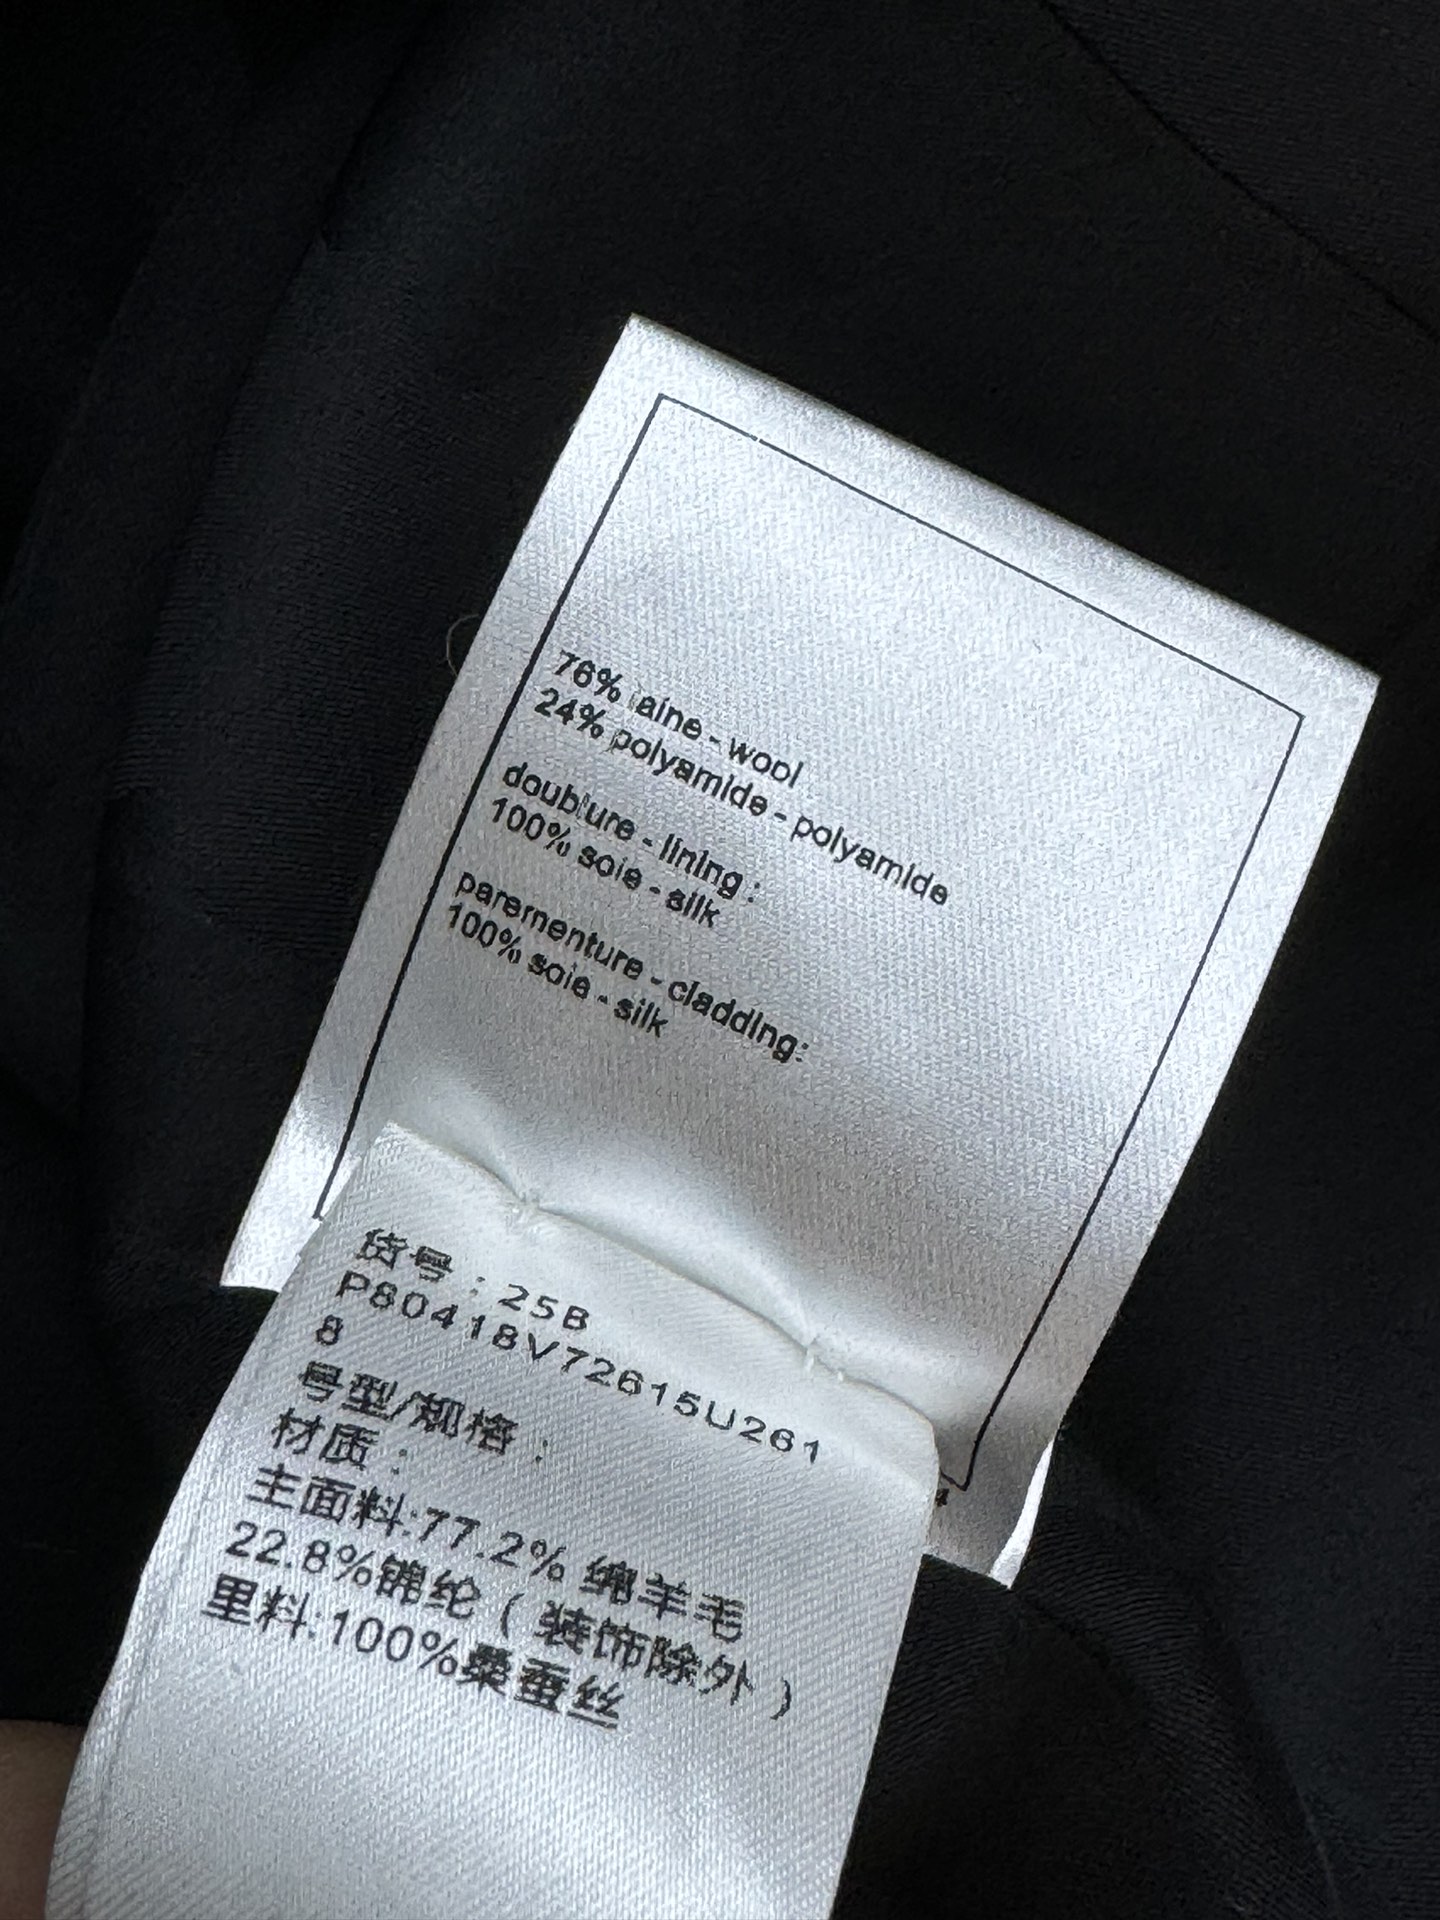 76% laine - wool
24% polyamide - polyamide
doublure - lining :
100% soie - silk
parementure - cladding:
100% soie - silk
货号：25B
P80418V72615U261
8
号型/规格：
材质：
主面料:77.2% 绵羊毛
22.8%锦纶（装饰除外）
里料:100%桑蚕丝